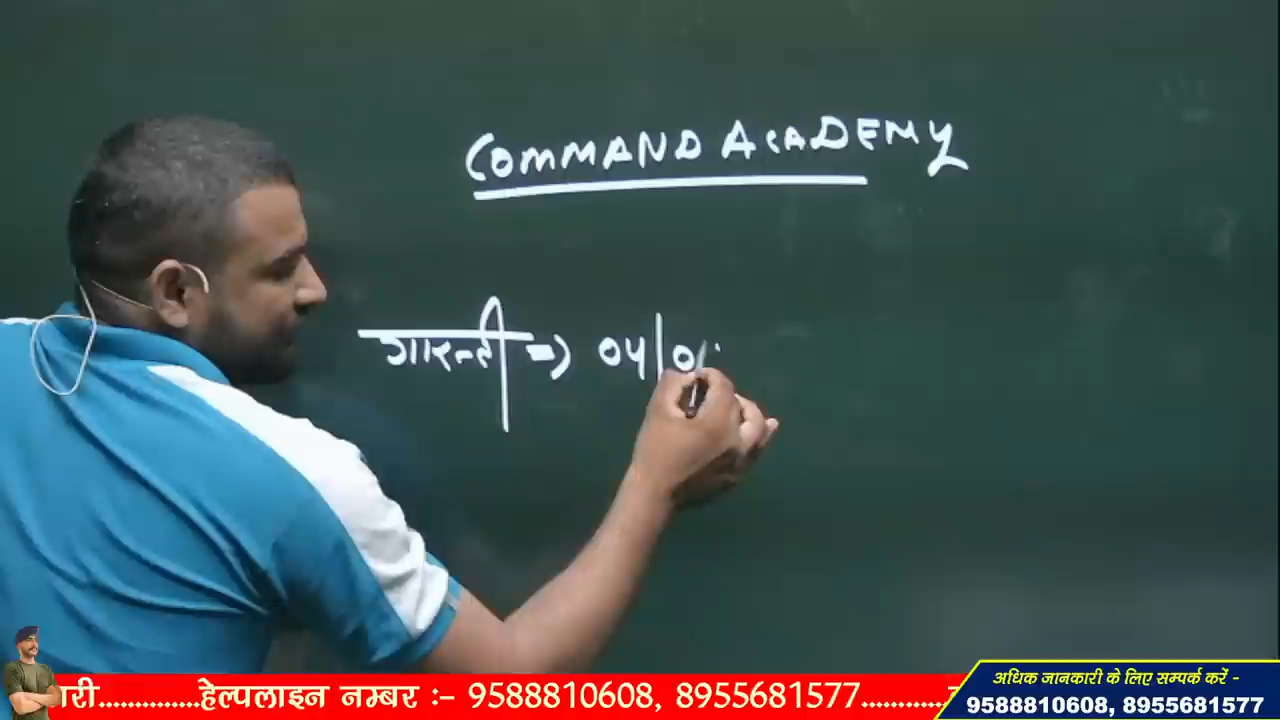 COMMAND ACADEMY
गारन्टी => 04/0
री..............हेल्पलाइन नम्बर :- 9588810608, 8955681577...........
अधिक जानकारी के लिए सम्पर्क करें -
9588810608, 8955681577